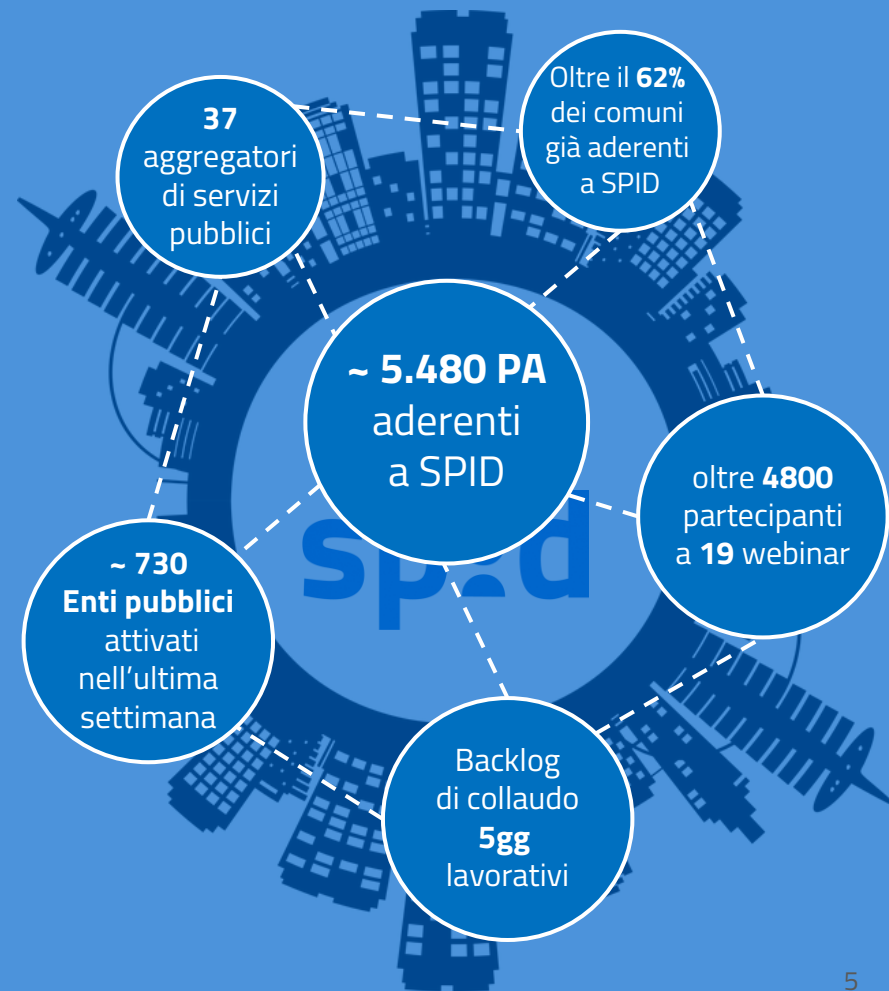 37
aggregatori
di servizi
pubblici
Oltre il 62%
dei comuni
già aderenti
a SPID
~ 5.480 PA
aderenti
a SPID
oltre 4800
partecipanti
a 19 webinar
~ 730
Enti pubblici
attivati
nell’ultima
settimana
Backlog
di collaudo
5gg
lavorativi
spid
5